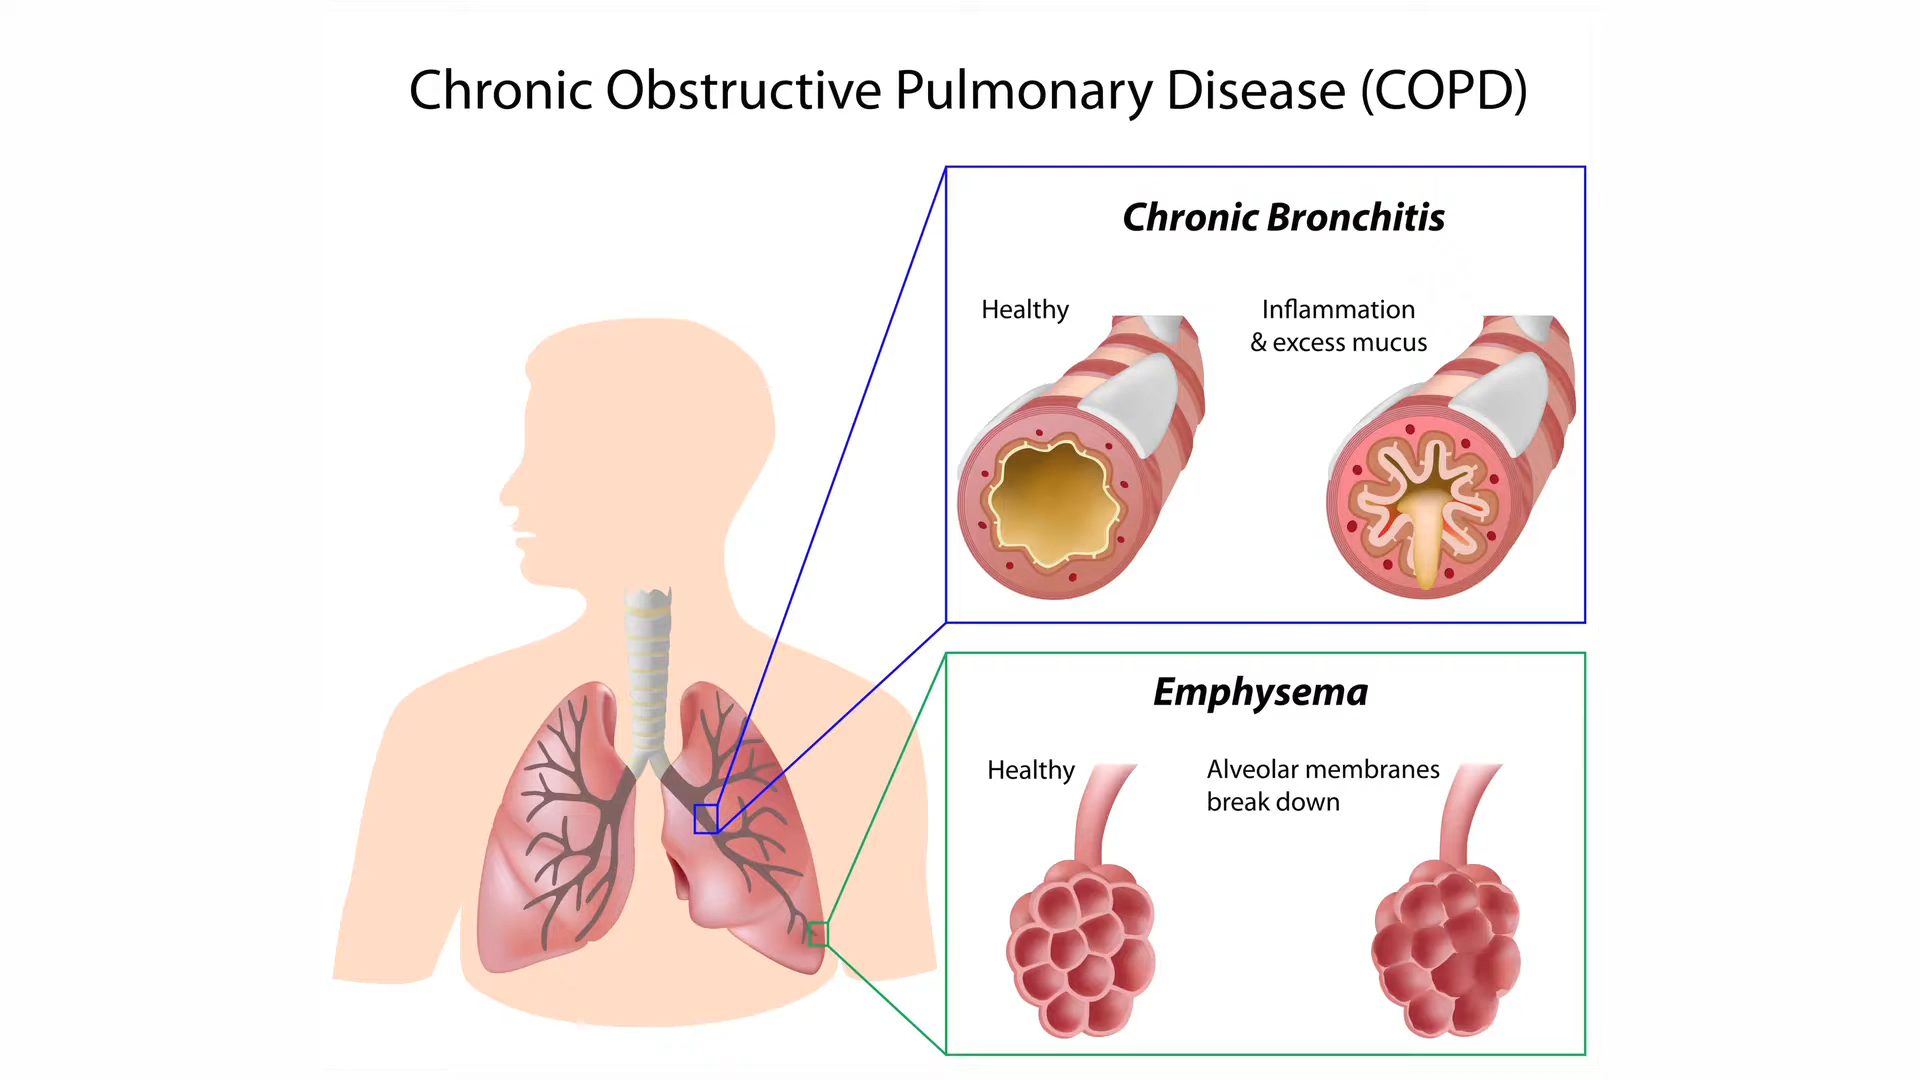 Chronic Obstructive Pulmonary Disease (COPD)
Chronic Bronchitis
Healthy
Inflammation
& excess mucus
Emphysema
Healthy
Alveolar membranes
break down